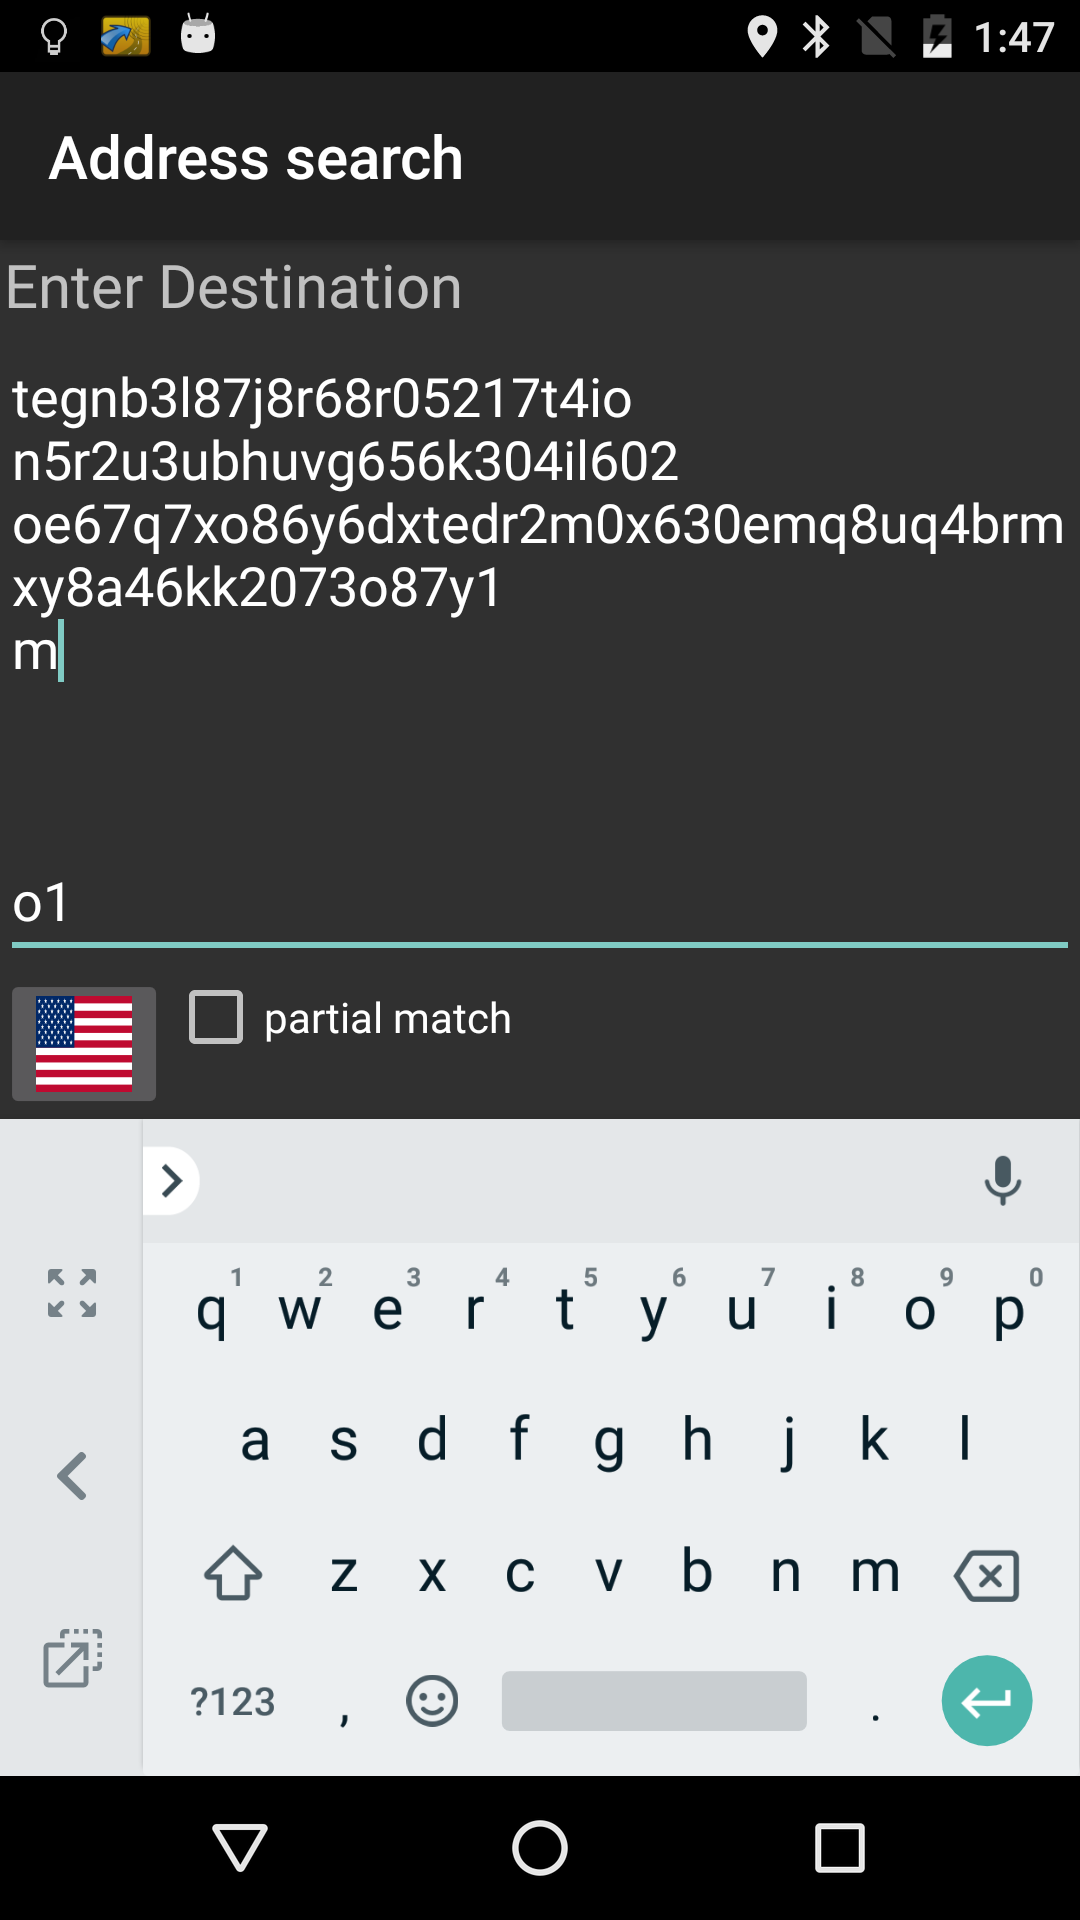 1:47
Address search
Enter Destination
tegnb3l87j8r68r05217t4io
n5r2u3ubhuvg656k304il602
oe67q7xo86y6dxtedr2m0x630emq8uq4brm
xy8a46kk2073o87y1
m
o1
partial match
1 2 3 4 5 6 7 8 9 0
q w e r t y u i o p
a s d f g h j k l
z x c v b n m
?123 , .